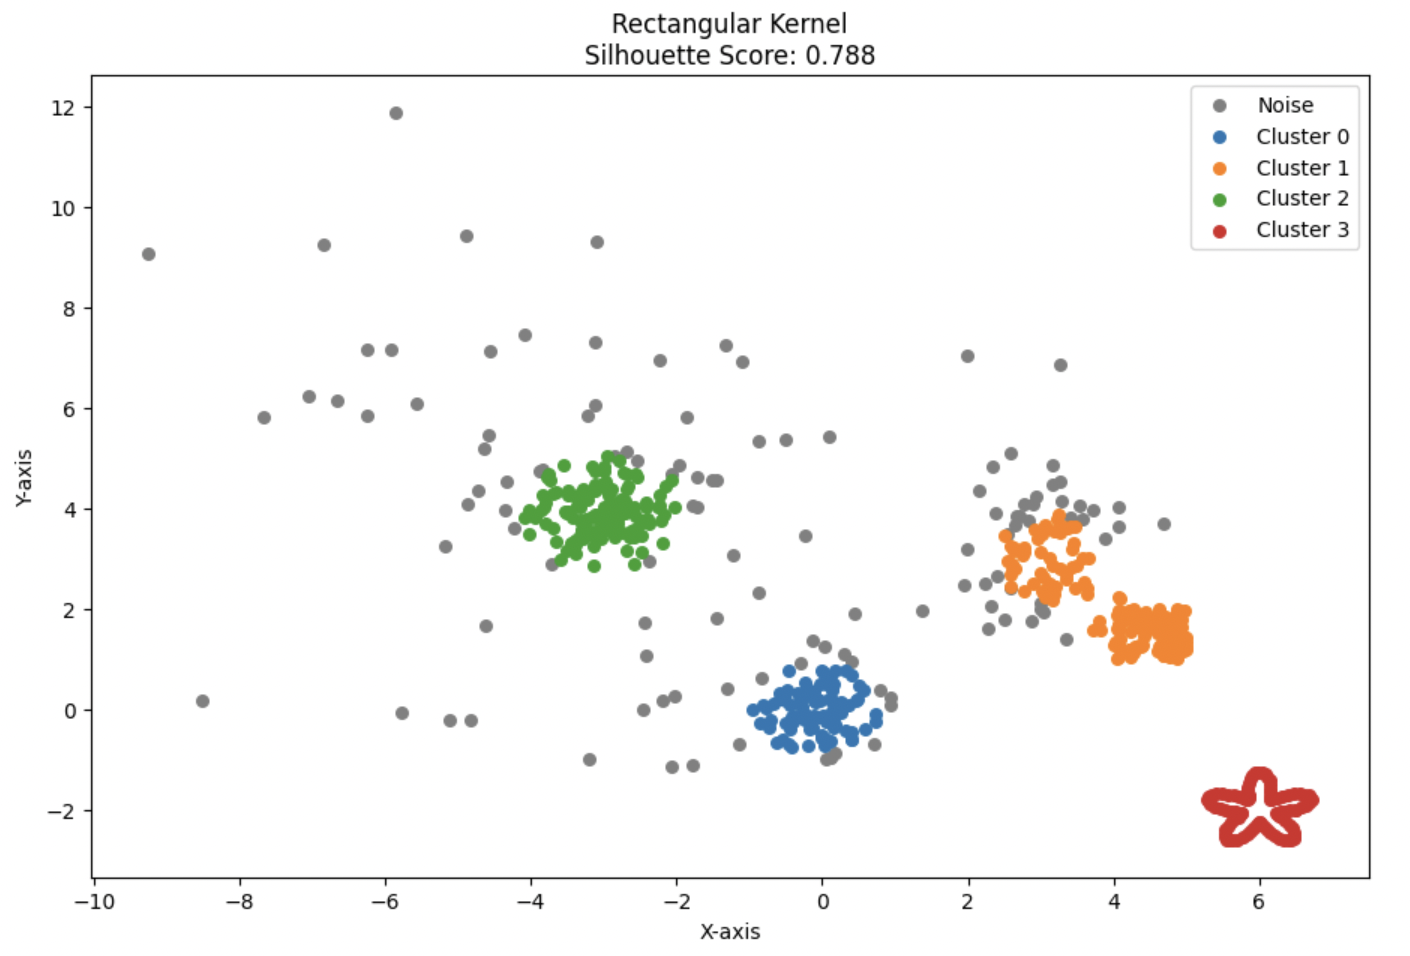 Rectangular Kernel
Silhouette Score: 0.788
Noise
Cluster 0
Cluster 1
Cluster 2
Cluster 3
12
10
8
6
4
2
0
−2
Y-axis
−10 −8 −6 −4 −2 0 2 4 6
X-axis